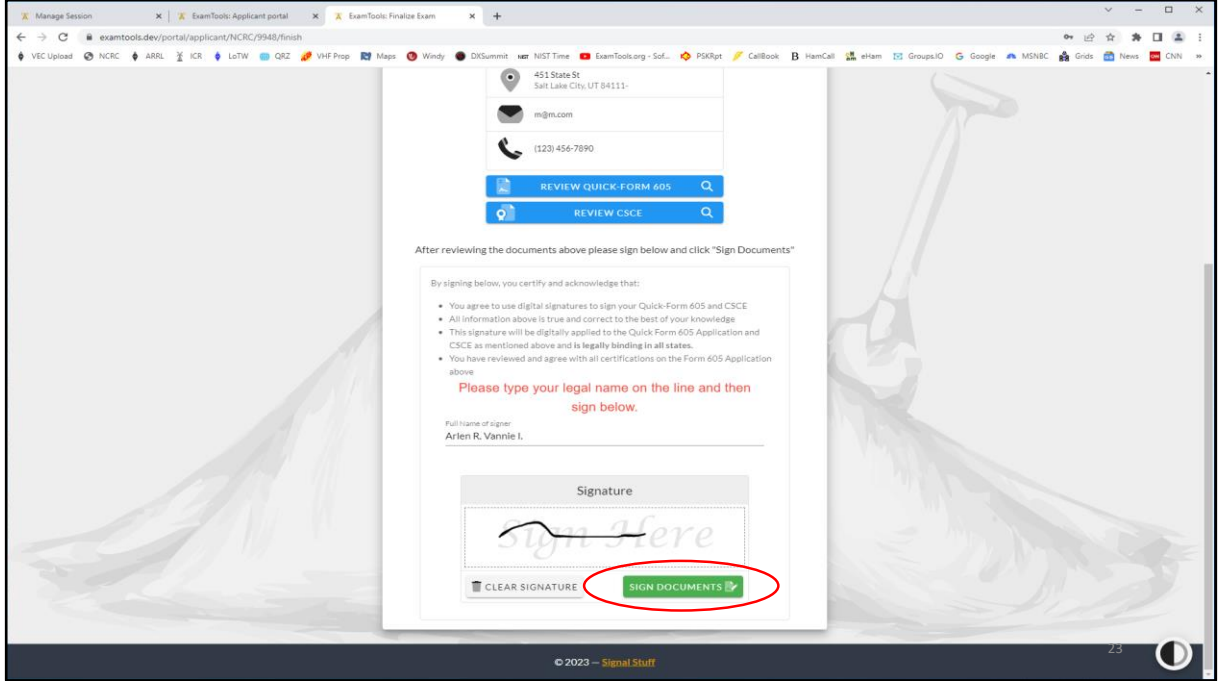 Manage Session
ExamTools: Applicant portal
ExamTools: Finalize Exam
examtools.dev/portal/applicant/NCRC/9948/finish
VEC Upload NCRC ARRL ICR LoTW QRZ VHF Prop Maps Windy DXSummit NIST NIST Time ExamTools.org - Sof... PSKRpt CallBook B HamCall eHam Groups.IO Google MSNBC Grids News CNN »
451 State St
Salt Lake City, UT 84111-
m@m.com
(123) 456-7890
REVIEW QUICK-FORM 605
REVIEW CSCE
After reviewing the documents above please sign below and click "Sign Documents"
By signing below, you certify and acknowledge that:
• You agree to use digital signatures to sign your Quick-Form 605 and CSCE
• All information above is true and correct to the best of your knowledge
• This signature will be digitally applied to the Quick Form 605 Application and
CSCE as mentioned above and is legally binding in all states.
• You have reviewed and agree with all certifications on the Form 605 Application
above
Please type your legal name on the line and then
sign below.
Full Name of signer
Arlen R. Vannie I.
Signature
Sign Here
CLEAR SIGNATURE
SIGN DOCUMENTS
23
© 2023 — Signal Stuff